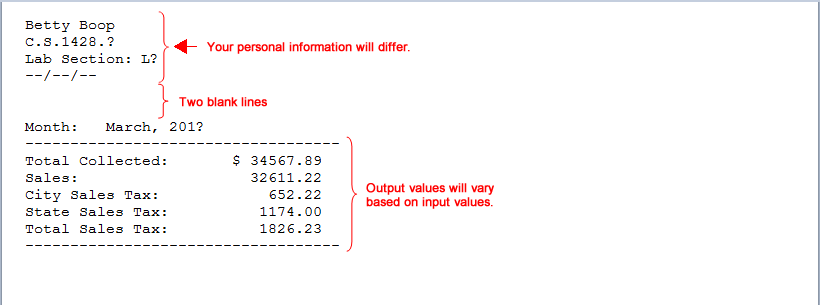 Betty Boop
C.S.1428.?
Lab Section: L?
--/--/--
Your personal information will differ.
Two blank lines
Month:   March, 201?
-----------------------------------
Total Collected:       $ 34567.89
Sales:                   32611.22
City Sales Tax:            652.22
State Sales Tax:          1174.00
Total Sales Tax:          1826.23
-----------------------------------
Output values will vary
based on input values.